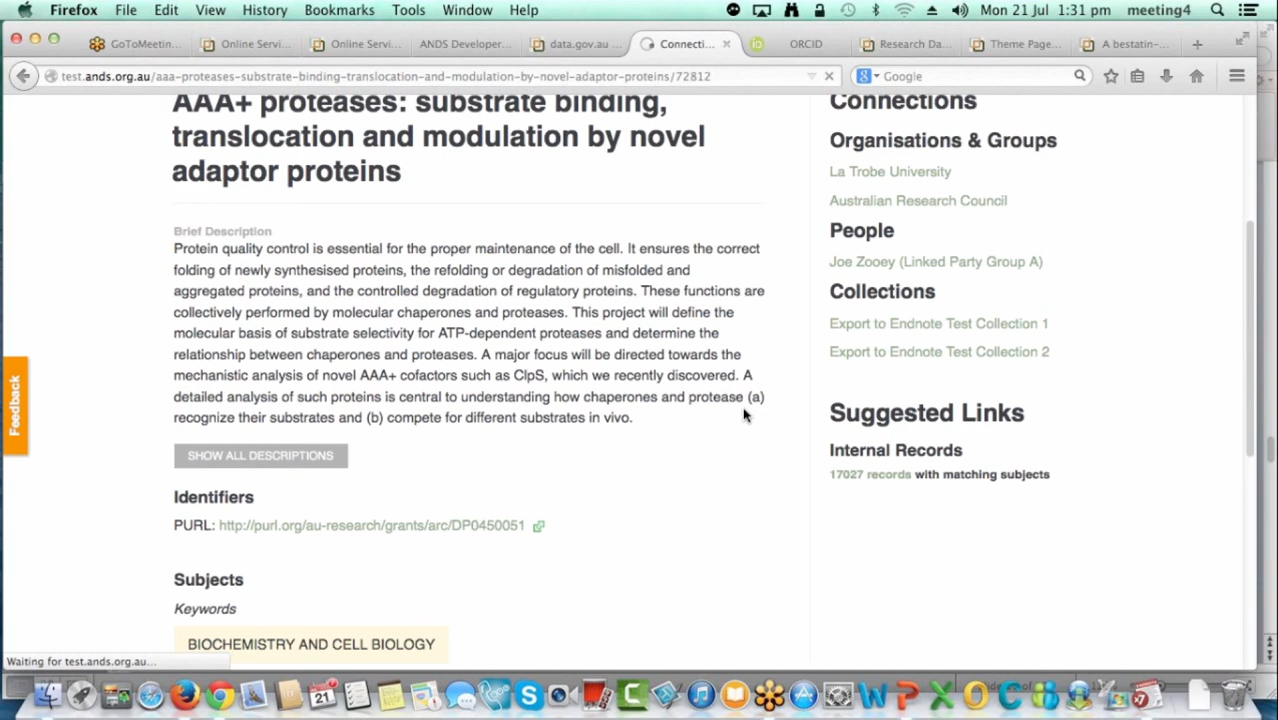 Firefox File Edit View History Bookmarks Tools Window Help Mon 21 Jul 1:31 pm meeting4
GoToMeetin... Online Servi... Online Servi... ANDS Developer... data.gov.au ... Connecti... ORCID Research Da... Theme Page... A bestatin-...
test.ands.org.au/aaa-proteases-substrate-binding-translocation-and-modulation-by-novel-adaptor-proteins/72812 Google
AAA+ proteases: substrate binding,
translocation and modulation by novel
adaptor proteins
Brief Description
Protein quality control is essential for the proper maintenance of the cell. It ensures the correct
folding of newly synthesised proteins, the refolding or degradation of misfolded and
aggregated proteins, and the controlled degradation of regulatory proteins. These functions are
collectively performed by molecular chaperones and proteases. This project will define the
molecular basis of substrate selectivity for ATP-dependent proteases and determine the
relationship between chaperones and proteases. A major focus will be directed towards the
mechanistic analysis of novel AAA+ cofactors such as ClpS, which we recently discovered. A
detailed analysis of such proteins is central to understanding how chaperones and protease (a)
recognize their substrates and (b) compete for different substrates in vivo.
SHOW ALL DESCRIPTIONS
Identifiers
PURL: http://purl.org/au-research/grants/arc/DP0450051
Subjects
Keywords
BIOCHEMISTRY AND CELL BIOLOGY
Connections
Organisations & Groups
La Trobe University
Australian Research Council
People
Joe Zooey (Linked Party Group A)
Collections
Export to Endnote Test Collection 1
Export to Endnote Test Collection 2
Suggested Links
Internal Records
17027 records with matching subjects
Feedback
Waiting for test.ands.org.au...